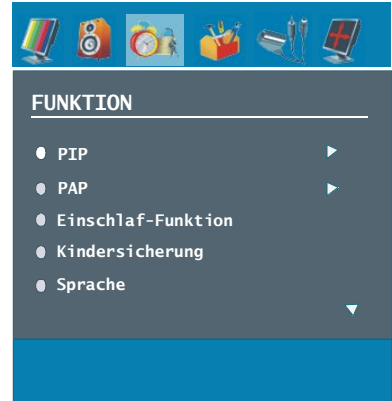 FUNKTION
PIP
PAP
Einschlaf-Funktion
Kindersicherung
Sprache